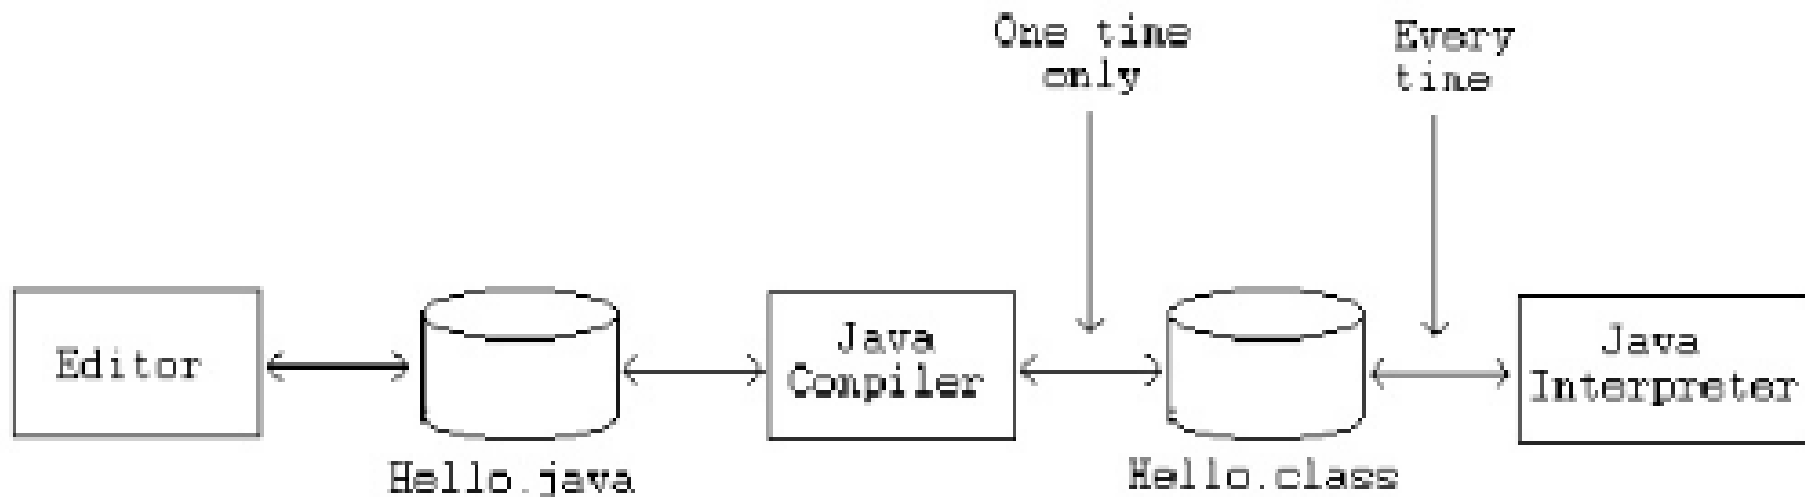 One time
only
Every
time
Editor
Java
Compiler
Java
Interpreter
Hello.java
Hello.class